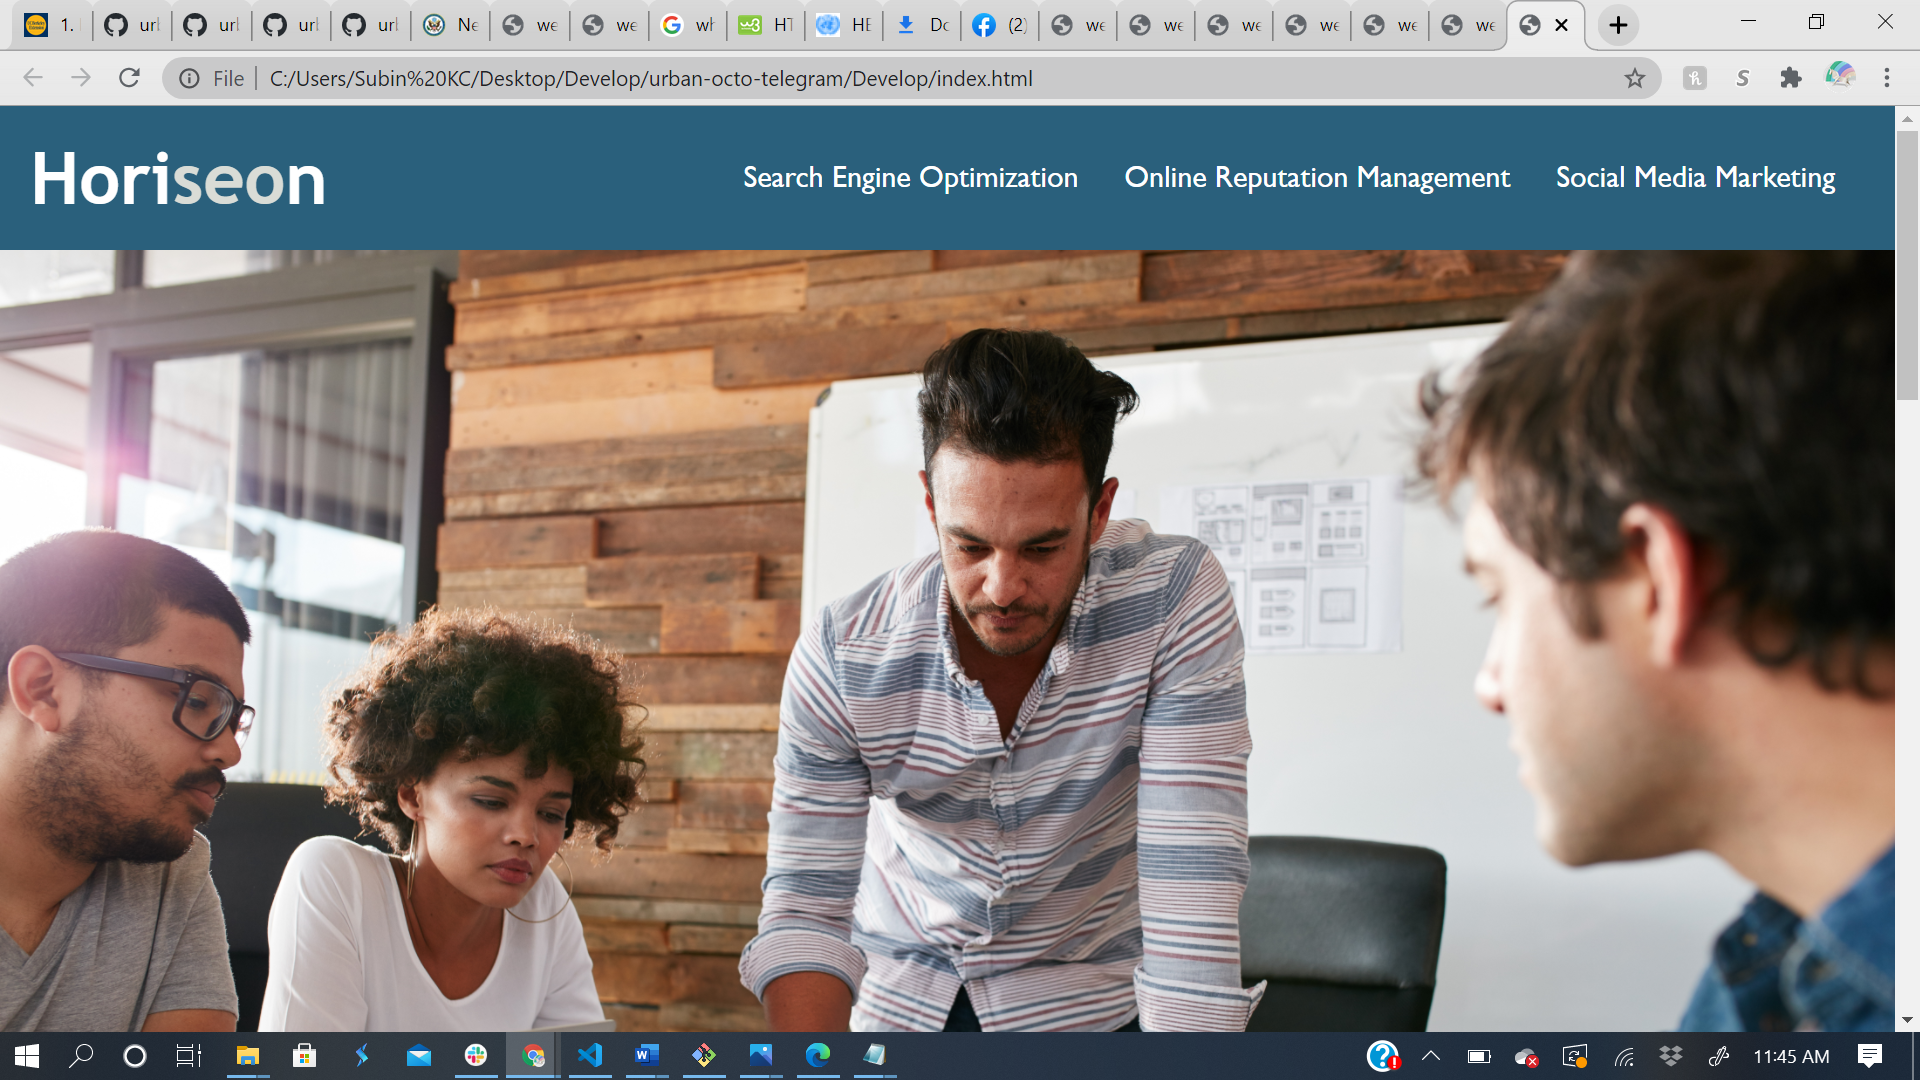 1.
url
url
url
url
Ne
we
we
wh
HT
HE
Do
(2)
we
we
we
we
we
we
File
C:/Users/Subin%20KC/Desktop/Develop/urban-octo-telegram/Develop/index.html
Horiseon
Search Engine Optimization
Online Reputation Management
Social Media Marketing
11:45 AM